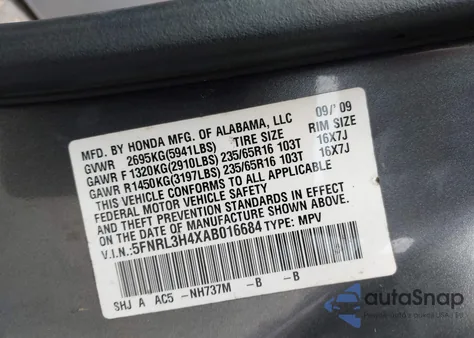 MFD. BY HONDA MFG. OF ALABAMA, LLC 09/ 09
GVWR 2695KG(5941LBS) TIRE SIZE RIM SIZE
GAWR F 1320KG(2910LBS) 235/65R16 103T 16X7J
GAWR R 1450KG(3197LBS) 235/65R16 103T 16X7J
THIS VEHICLE CONFORMS TO ALL APPLICABLE
FEDERAL MOTOR VEHICLE SAFETY
AND THEFT PREVENTION STANDARDS IN EFFECT
ON THE DATE OF MANUFACTURE SHOWN ABOVE.
V.I.N.: 5FNRL3H4XAB016684 TYPE: MPV
SHJ A AC5 -NH737M -B -B
autoSnap